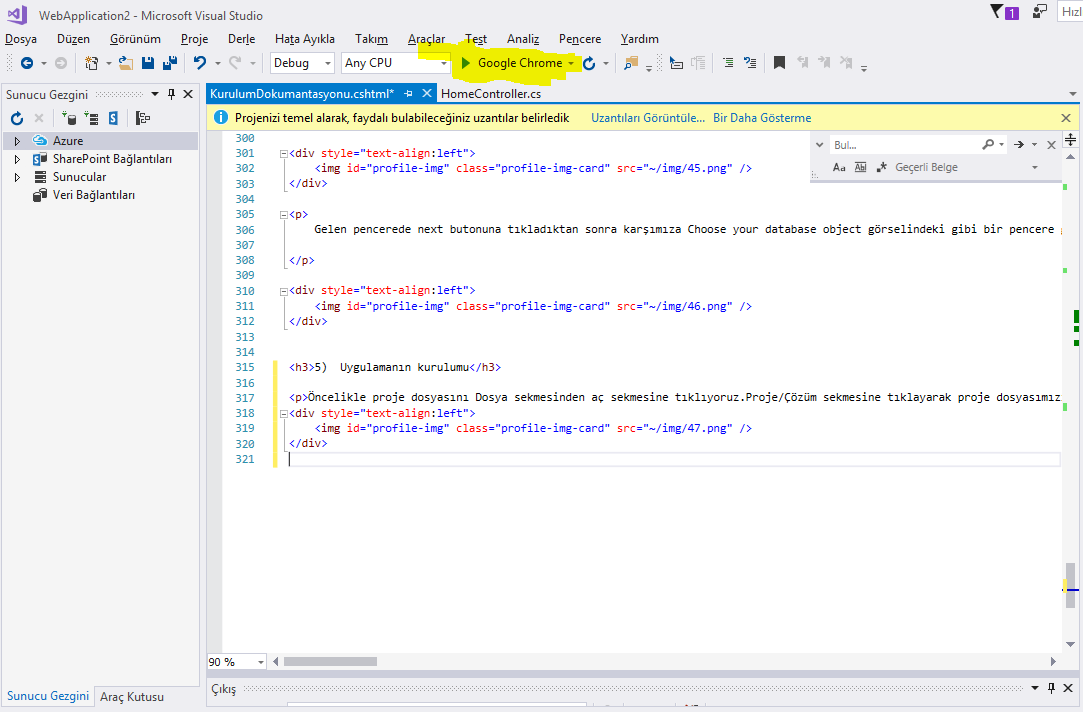 WebApplication2 - Microsoft Visual Studio
1
Hızl
Dosya Düzen Görünüm Proje Derle Hata Ayıkla Takım Araçlar Test Analiz Pencere Yardım
Debug Any CPU Google Chrome
Sunucu Gezgini
KurulumDokumantasyonu.cshtml* HomeController.cs
Projenizi temel alarak, faydalı bulabileceğiniz uzantılar belirledik Uzantıları Görüntüle... Bir Daha Gösterme
Azure
SharePoint Bağlantıları
Sunucular
Veri Bağlantıları
Bul...
Aa Ab Geçerli Belge
300
301 <div style="text-align:left">
302 <img id="profile-img" class="profile-img-card" src="~/img/45.png" />
303 </div>
304
305 <p>
306 Gelen pencerede next butonuna tıkladıktan sonra karşımıza Choose your database object görselindeki gibi bir pencere
307
308 </p>
309
310 <div style="text-align:left">
311 <img id="profile-img" class="profile-img-card" src="~/img/46.png" />
312 </div>
313
314
315 <h3>5) Uygulamanın kurulumu</h3>
316
317 <p>Öncelikle proje dosyasını Dosya sekmesinden aç sekmesine tıklıyoruz.Proje/Çözüm sekmesine tıklayarak proje dosyasımız
318 <div style="text-align:left">
319 <img id="profile-img" class="profile-img-card" src="~/img/47.png" />
320 </div>
321
90 %
Sunucu Gezgini Araç Kutusu
Çıkış